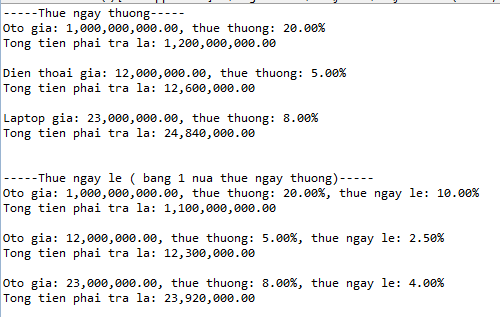 -----Thue ngay thuong-----
Oto gia: 1,000,000,000.00, thue thuong: 20.00%
Tong tien phai tra la: 1,200,000,000.00
Dien thoai gia: 12,000,000.00, thue thuong: 5.00%
Tong tien phai tra la: 12,600,000.00
Laptop gia: 23,000,000.00, thue thuong: 8.00%
Tong tien phai tra la: 24,840,000.00
-----Thue ngay le ( bang 1 nua thue ngay thuong)-----
Oto gia: 1,000,000,000.00, thue thuong: 20.00%, thue ngay le: 10.00%
Tong tien phai tra la: 1,100,000,000.00
Oto gia: 12,000,000.00, thue thuong: 5.00%, thue ngay le: 2.50%
Tong tien phai tra la: 12,300,000.00
Oto gia: 23,000,000.00, thue thuong: 8.00%, thue ngay le: 4.00%
Tong tien phai tra la: 23,920,000.00